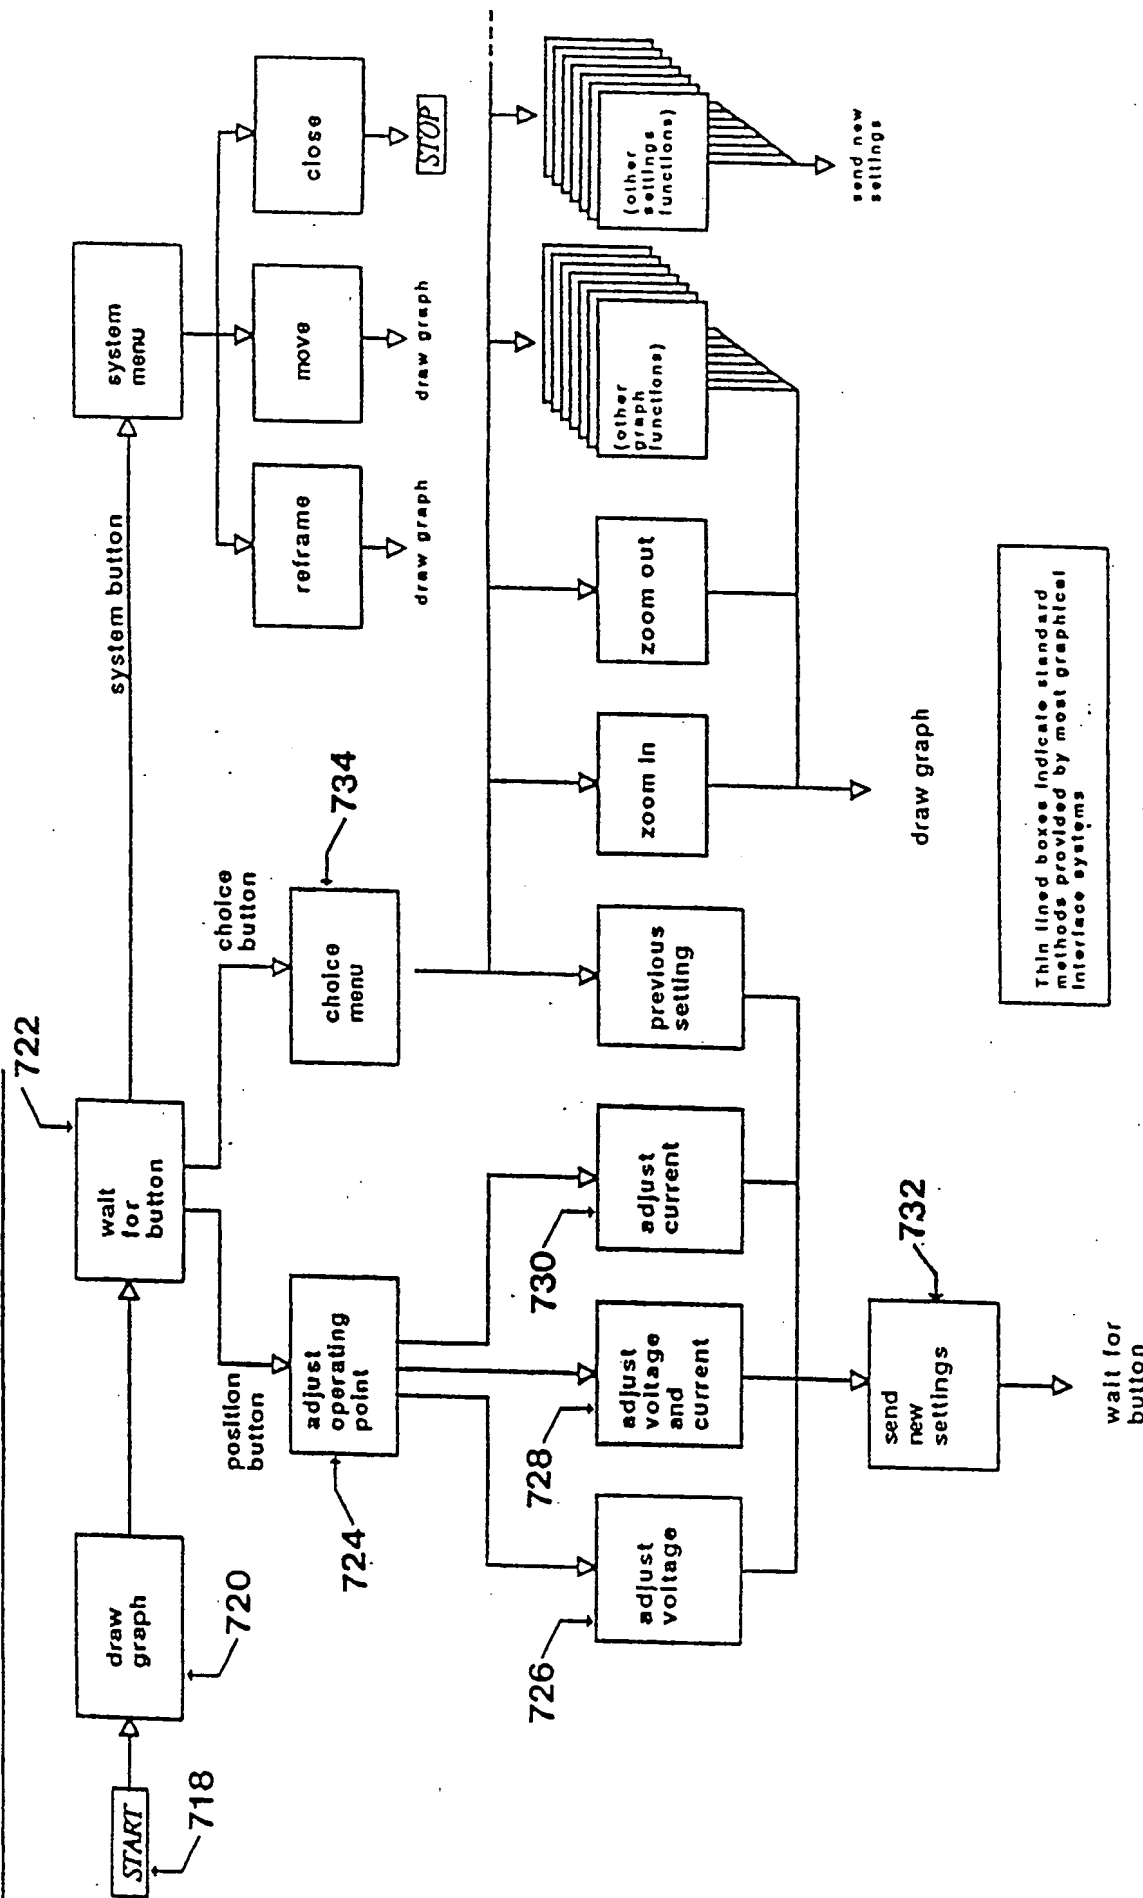 START
718
draw
graph
720
wait
for
button
722
system button
system
menu
reframe
move
close
draw graph
draw graph
STOP
position
button
choice
button
adjust
operating
point
724
choice
menu
734
726
adjust
voltage
728
adjust
voltage
and
current
730
adjust
current
previous
setting
zoom in
zoom out
(other
graph
functions)
(other
settings
functions)
send
new
settings
732
draw graph
send new
settings
wait for
button
Thin lined boxes indicate standard
methods provided by most graphical
interface systems